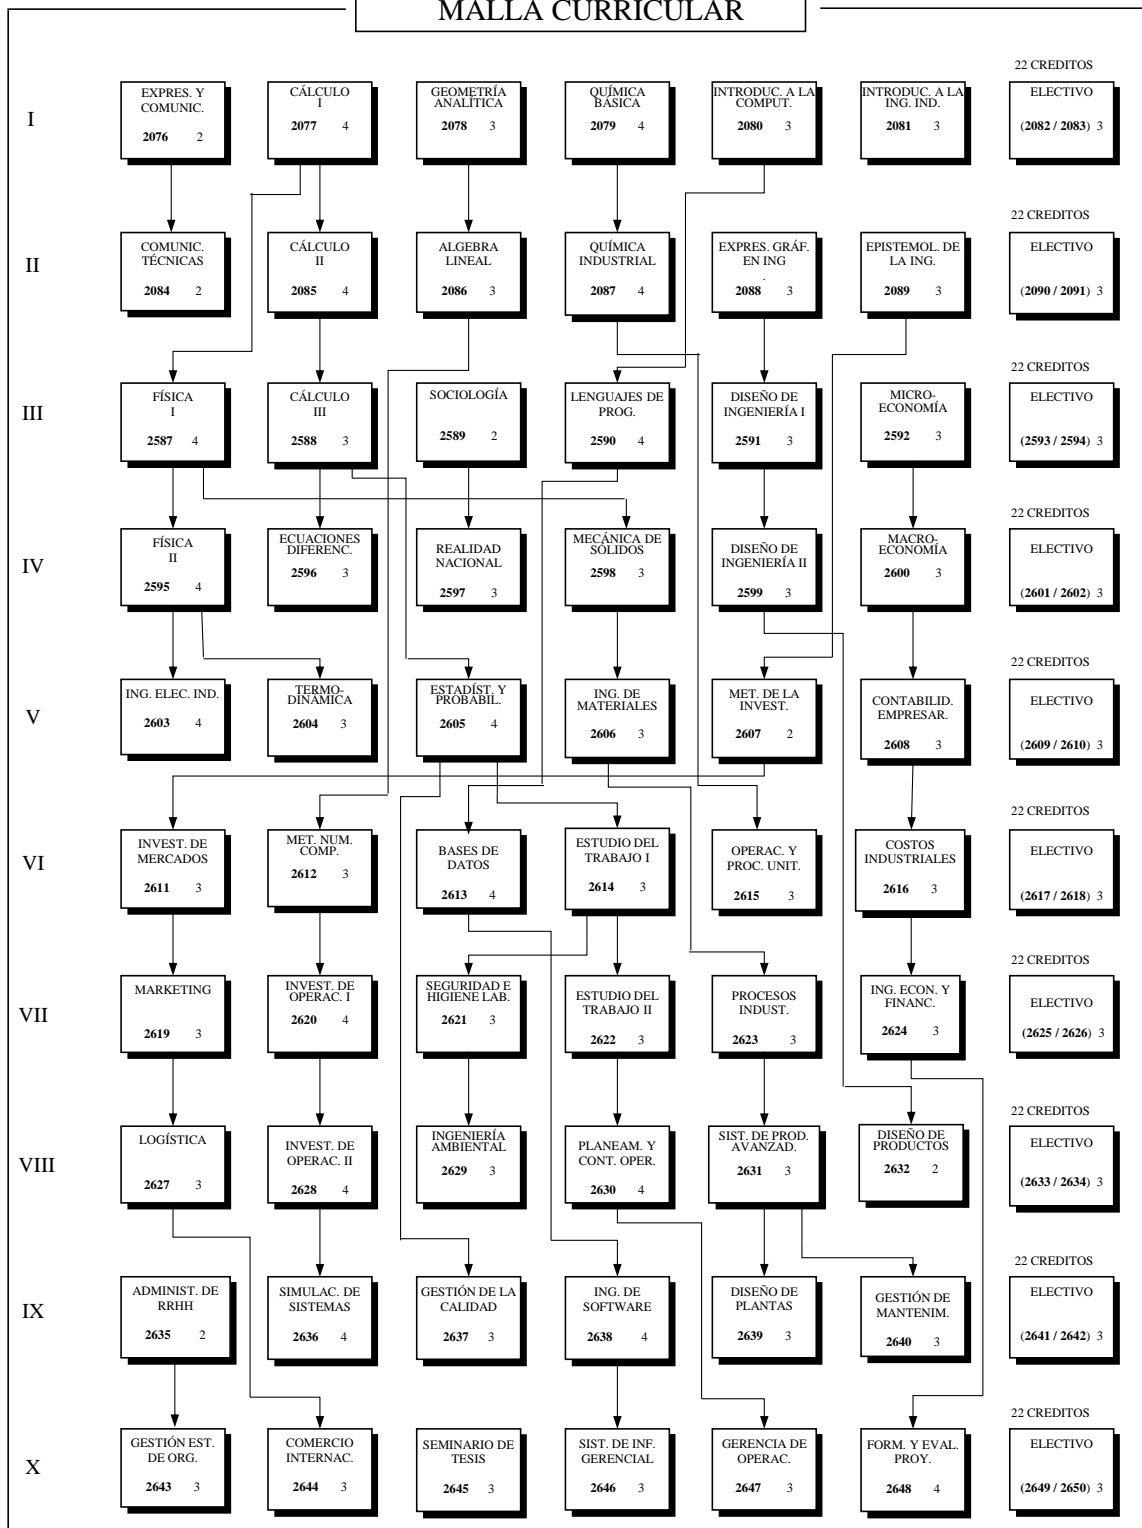 MALLA CURRICULAR
22 CREDITOS
I
EXPRES. Y
COMUNIC.
2076 2
CÁLCULO
I
2077 4
GEOMETRÍA
ANALÍTICA
2078 3
QUÍMICA
BÁSICA
2079 4
INTRODUC. A LA
COMPUT.
2080 3
INTRODUC. A LA
ING. IND.
2081 3
ELECTIVO
(2082 / 2083) 3
22 CREDITOS
II
COMUNIC.
TÉCNICAS
2084 2
CÁLCULO
II
2085 4
ALGEBRA
LINEAL
2086 3
QUÍMICA
INDUSTRIAL
2087 4
EXPRES. GRÁF.
EN ING
.
2088 3
EPISTEMOL. DE
LA ING.
2089 3
ELECTIVO
(2090 / 2091) 3
22 CREDITOS
III
FÍSICA
I
2587 4
CÁLCULO
III
2588 3
SOCIOLOGÍA
2589 2
LENGUAJES DE
PROG.
2590 4
DISEÑO DE
INGENIERÍA I
2591 3
MICRO-
ECONOMÍA
2592 3
ELECTIVO
(2593 / 2594) 3
22 CREDITOS
IV
FÍSICA
II
2595 4
ECUACIONES
DIFERENC.
2596 3
REALIDAD
NACIONAL
2597 3
MECÁNICA DE
SÓLIDOS
2598 3
DISEÑO DE
INGENIERÍA II
2599 3
MACRO-
ECONOMÍA
2600 3
ELECTIVO
(2601 / 2602) 3
22 CREDITOS
V
ING. ELEC. IND.
2603 4
TERMO-
DINÁMICA
2604 3
ESTADÍST. Y
PROBABIL.
2605 4
ING. DE
MATERIALES
2606 3
MET. DE LA
INVEST.
2607 2
CONTABILID.
EMPRESAR.
2608 3
ELECTIVO
(2609 / 2610) 3
22 CREDITOS
VI
INVEST. DE
MERCADOS
2611 3
MET. NUM.
COMP.
2612 3
BASES DE
DATOS
2613 4
ESTUDIO DEL
TRABAJO I
2614 3
OPERAC. Y
PROC. UNIT.
2615 3
COSTOS
INDUSTRIALES
2616 3
ELECTIVO
(2617 / 2618) 3
22 CREDITOS
VII
MARKETING
2619 3
INVEST. DE
OPERAC. I
2620 4
SEGURIDAD E
HIGIENE LAB.
2621 3
ESTUDIO DEL
TRABAJO II
2622 3
PROCESOS
INDUST.
2623 3
ING. ECON. Y
FINANC.
2624 3
ELECTIVO
(2625 / 2626) 3
22 CREDITOS
VIII
LOGÍSTICA
2627 3
INVEST. DE
OPERAC. II
2628 4
INGENIERÍA
AMBIENTAL
2629 3
PLANEAM. Y
CONT. OPER.
2630 4
SIST. DE PROD.
AVANZAD.
2631 3
DISEÑO DE
PRODUCTOS
2632 2
ELECTIVO
(2633 / 2634) 3
22 CREDITOS
IX
ADMINIST. DE
RRHH
2635 2
SIMULAC. DE
SISTEMAS
2636 4
GESTIÓN DE LA
CALIDAD
2637 3
ING. DE
SOFTWARE
2638 4
DISEÑO DE
PLANTAS
2639 3
GESTIÓN DE
MANTENIM.
2640 3
ELECTIVO
(2641 / 2642) 3
22 CREDITOS
X
GESTIÓN EST.
DE ORG.
2643 3
COMERCIO
INTERNAC.
2644 3
SEMINARIO DE
TESIS
2645 3
SIST. DE INF.
GERENCIAL
2646 3
GERENCIA DE
OPERAC.
2647 3
FORM. Y EVAL.
PROY.
2648 4
ELECTIVO
(2649 / 2650) 3